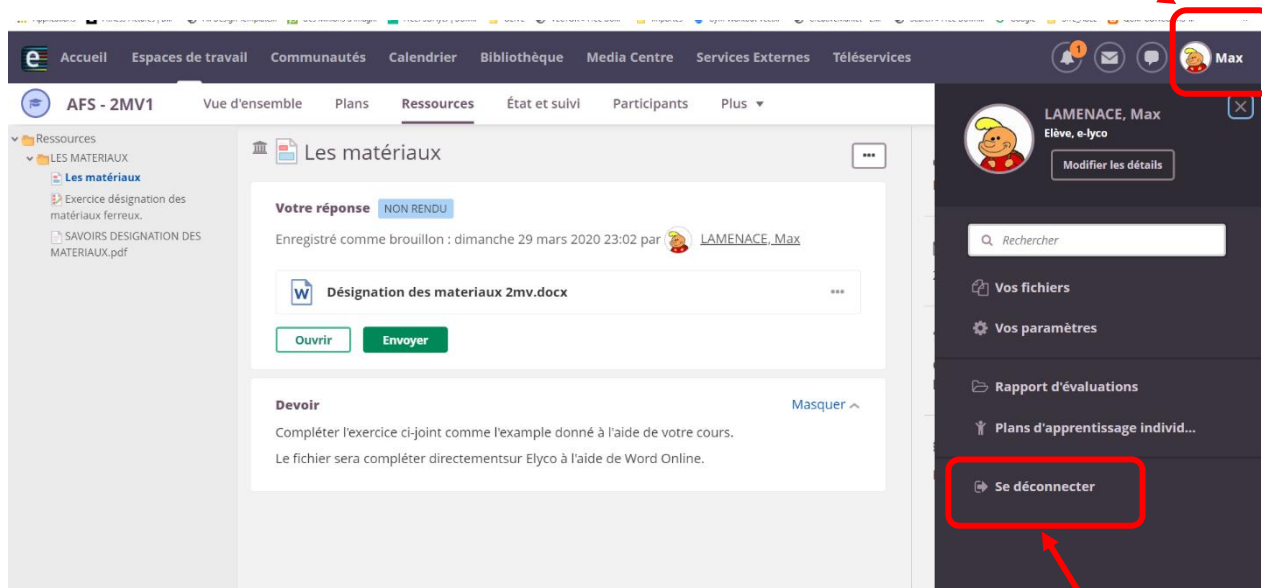 e Accueil Espaces de travail Communautés Calendrier Bibliothèque Media Centre Services Externes Téléservices 1 Max
AFS - 2MV1 Vue d'ensemble Plans Ressources État et suivi Participants Plus
Ressources
LES MATERIAUX
Les matériaux
Exercice désignation des
matériaux ferreux.
SAVOIRS DESIGNATION DES
MATERIAUX.pdf
Les matériaux
Votre réponse NON RENDU
Enregistré comme brouillon : dimanche 29 mars 2020 23:02 par LAMENACE, Max
W Désignation des materiaux 2mv.docx
Ouvrir Envoyer
Devoir Masquer
Compléter l'exercice ci-joint comme l'example donné à l'aide de votre cours.
Le fichier sera compléter directementsur Elyco à l'aide de Word Online.
LAMENACE, Max
Elève, e-lyco
Modifier les détails
Rechercher
Vos fichiers
Vos paramètres
Rapport d'évaluations
Plans d'apprentissage individ...
Se déconnecter